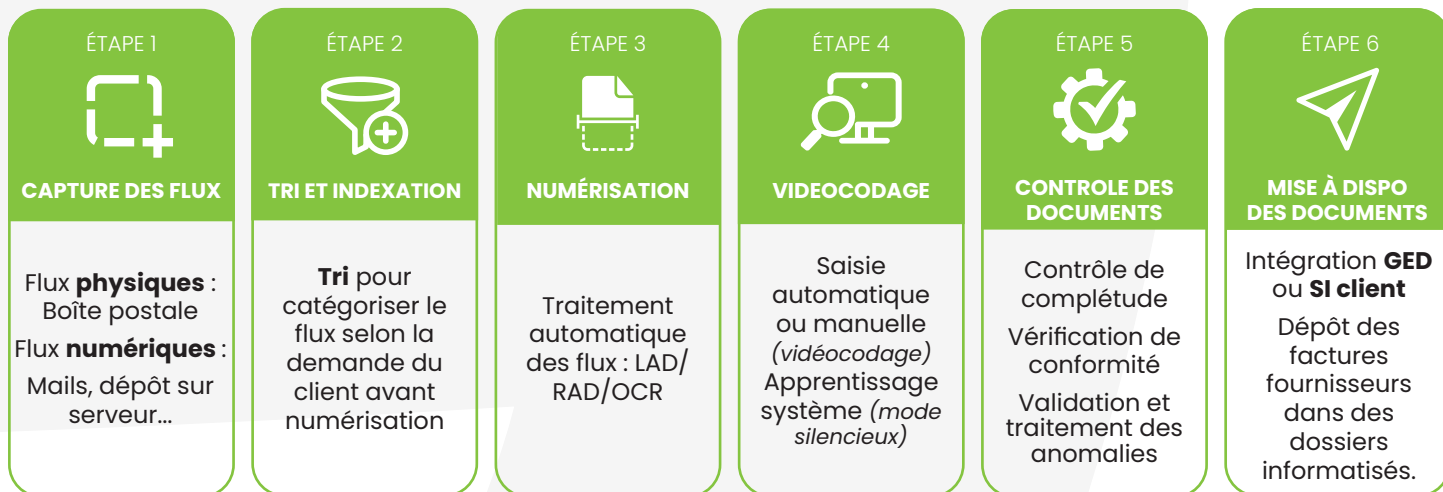 ÉTAPE 1
CAPTURE DES FLUX
Flux physiques :
Boîte postale
Flux numériques :
Mails, dépôt sur
serveur...
ÉTAPE 2
TRI ET INDEXATION
Tri pour
catégoriser le
flux selon la
demande du
client avant
numérisation
ÉTAPE 3
NUMÉRISATION
Traitement
automatique
des flux : LAD/
RAD/OCR
ÉTAPE 4
VIDEOCODAGE
Saisie
automatique
ou manuelle
(vidéocodage)
Apprentissage
système (mode
silencieux)
ÉTAPE 5
CONTROLE DES
DOCUMENTS
Contrôle de
complétude
Vérification de
conformité
Validation et
traitement des
anomalies
ÉTAPE 6
MISE À DISPO
DES DOCUMENTS
Intégration GED
ou SI client
Dépôt des
factures
fournisseurs
dans des
dossiers
informatisés.